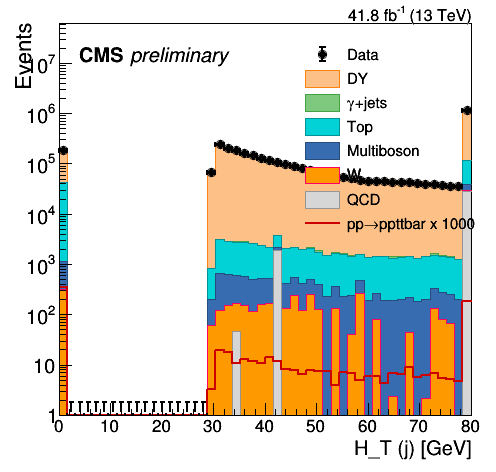 41.8 fb⁻¹ (13 TeV)
Events
CMS preliminary
Data
DY
γ+jets
Top
Multiboson
W
QCD
pp→ppttbar x 1000
10⁷
10⁶
10⁵
10⁴
10³
10²
10
1
0 10 20 30 40 50 60 70 80
H_T (j) [GeV]